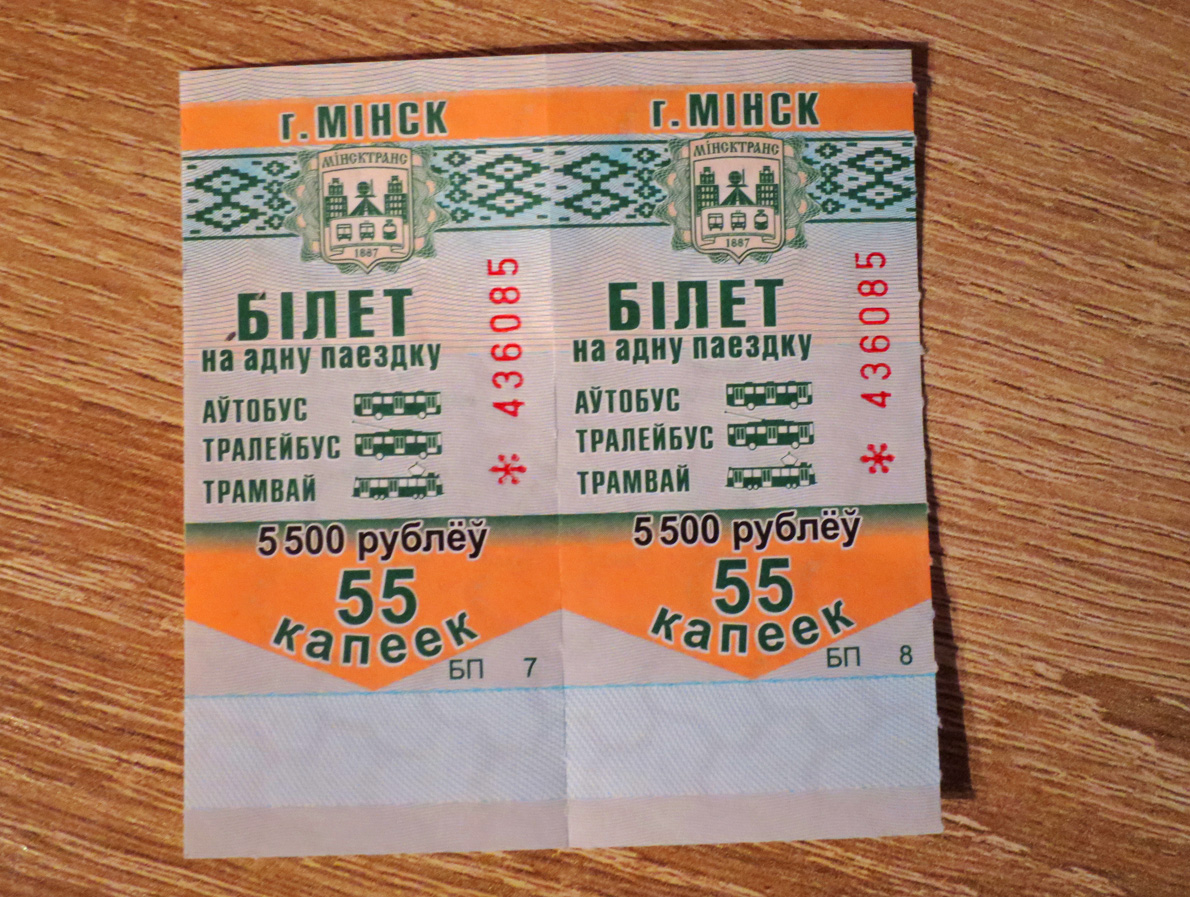 г. МІНСК
МІНСКТРАНС
1887
БІЛЕТ
на адну паездку
АЎТОБУС
ТРАЛЕЙБУС
ТРАМВАЙ
* 436085
5 500 рублёў
55
капеек
БП 7
г. МІНСК
МІНСКТРАНС
1887
БІЛЕТ
на адну паездку
АЎТОБУС
ТРАЛЕЙБУС
ТРАМВАЙ
* 436085
5 500 рублёў
55
капеек
БП 8